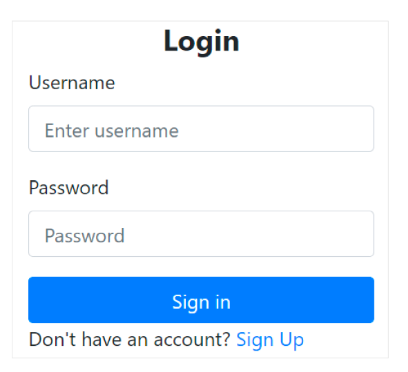 Login
Username
Enter username
Password
Password
Sign in
Don't have an account? Sign Up